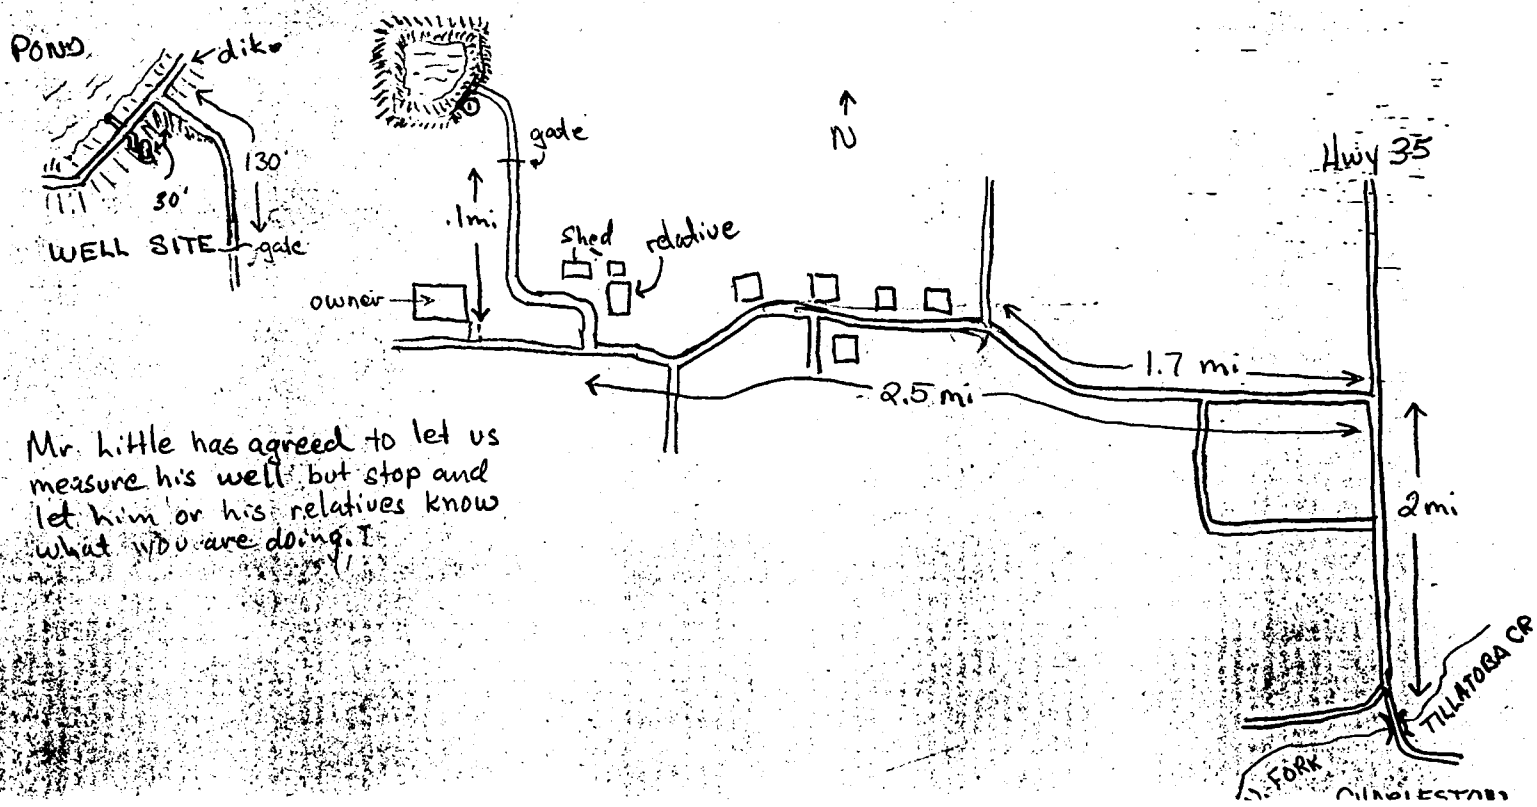 POND
dike
130'
30'
WELL SITE
gate
gate
N
Hwy 35
.1mi.
shed
relative
owner
1.7 mi
2.5 mi
2mi
Mr. Little has agreed to let us
measure his well but stop and
let him or his relatives know
what you are doing.
TILLATOBA CR
FORK
CHARLESTON